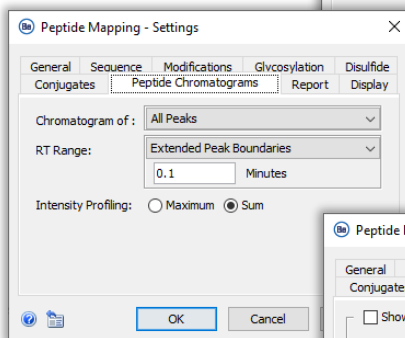 Peptide Mapping - Settings
General Sequence Modifications Glycosylation Disulfide
Conjugates Peptide Chromatograms Report Display
Chromatogram of : All Peaks
RT Range: Extended Peak Boundaries
0.1 Minutes
Intensity Profiling: Maximum Sum
Peptide
General
Conjugate
Show
OK Cancel